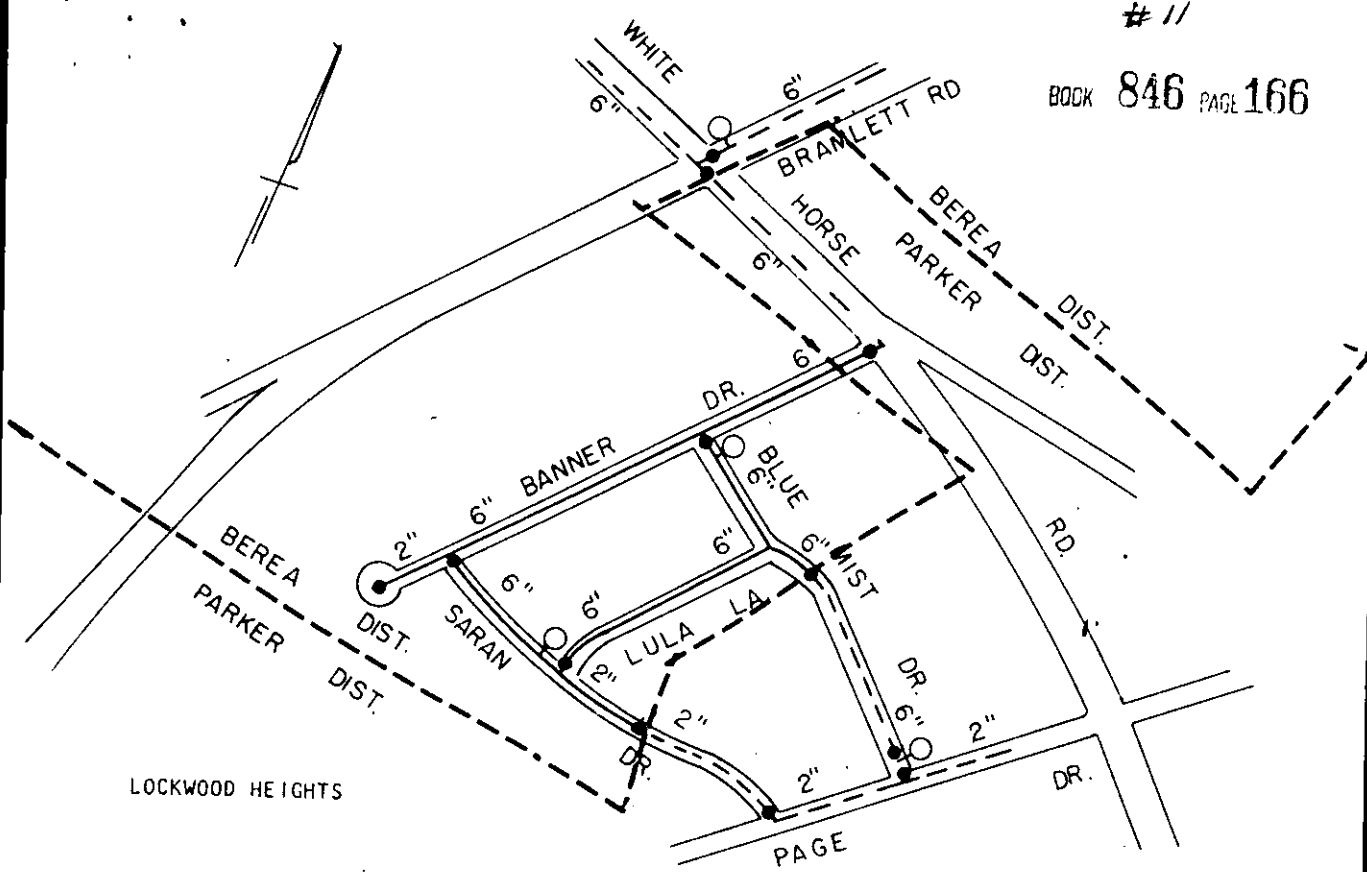 # 11
BOOK 846 PAGE 166
WHITE
6"
6"
BRAMLETT RD
HORSE
6"
BEREA DIST.
PARKER DIST.
6
BANNER DR.
6"
2"
BLUE MIST DR.
6"
6"
6"
6"
6"
LULA LA
SARAN DR.
2"
2"
BEREA DIST.
PARKER DIST.
RD.
6"
2"
2"
PAGE DR.
LOCKWOOD HEIGHTS